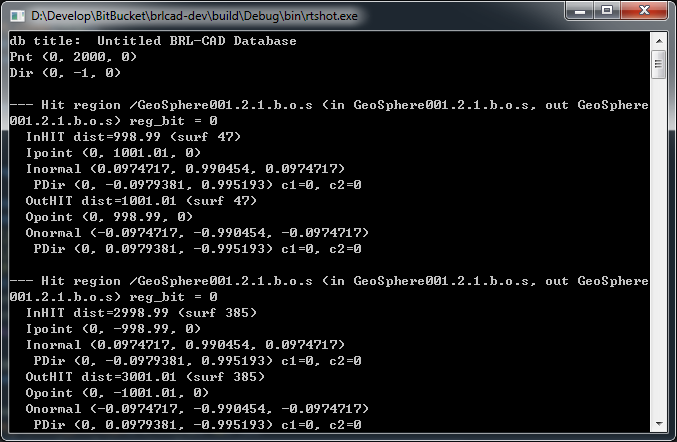 D:\Develop\BitBucket\brlcad-dev\build\Debug\bin\rtshot.exe
db title:  Untitled BRL-CAD Database
Pnt (0, 2000, 0)
Dir (0, -1, 0)
--- Hit region /GeoSphere001.2.1.b.o.s (in GeoSphere001.2.1.b.o.s, out GeoSphere
001.2.1.b.o.s) reg_bit = 0
  InHIT dist=998.99 (surf 47)
  Ipoint (0, 1001.01, 0)
  Inormal (0.0974717, 0.990454, 0.0974717)
   PDir (0, -0.0979381, 0.995193) c1=0, c2=0
  OutHIT dist=1001.01 (surf 47)
  Opoint (0, 998.99, 0)
  Onormal (-0.0974717, -0.990454, -0.0974717)
   PDir (0, 0.0979381, -0.995193) c1=0, c2=0
--- Hit region /GeoSphere001.2.1.b.o.s (in GeoSphere001.2.1.b.o.s, out GeoSphere
001.2.1.b.o.s) reg_bit = 0
  InHIT dist=2998.99 (surf 385)
  Ipoint (0, -998.99, 0)
  Inormal (0.0974717, 0.990454, 0.0974717)
   PDir (0, -0.0979381, 0.995193) c1=0, c2=0
  OutHIT dist=3001.01 (surf 385)
  Opoint (0, -1001.01, 0)
  Onormal (-0.0974717, -0.990454, -0.0974717)
   PDir (0, 0.0979381, -0.995193) c1=0, c2=0